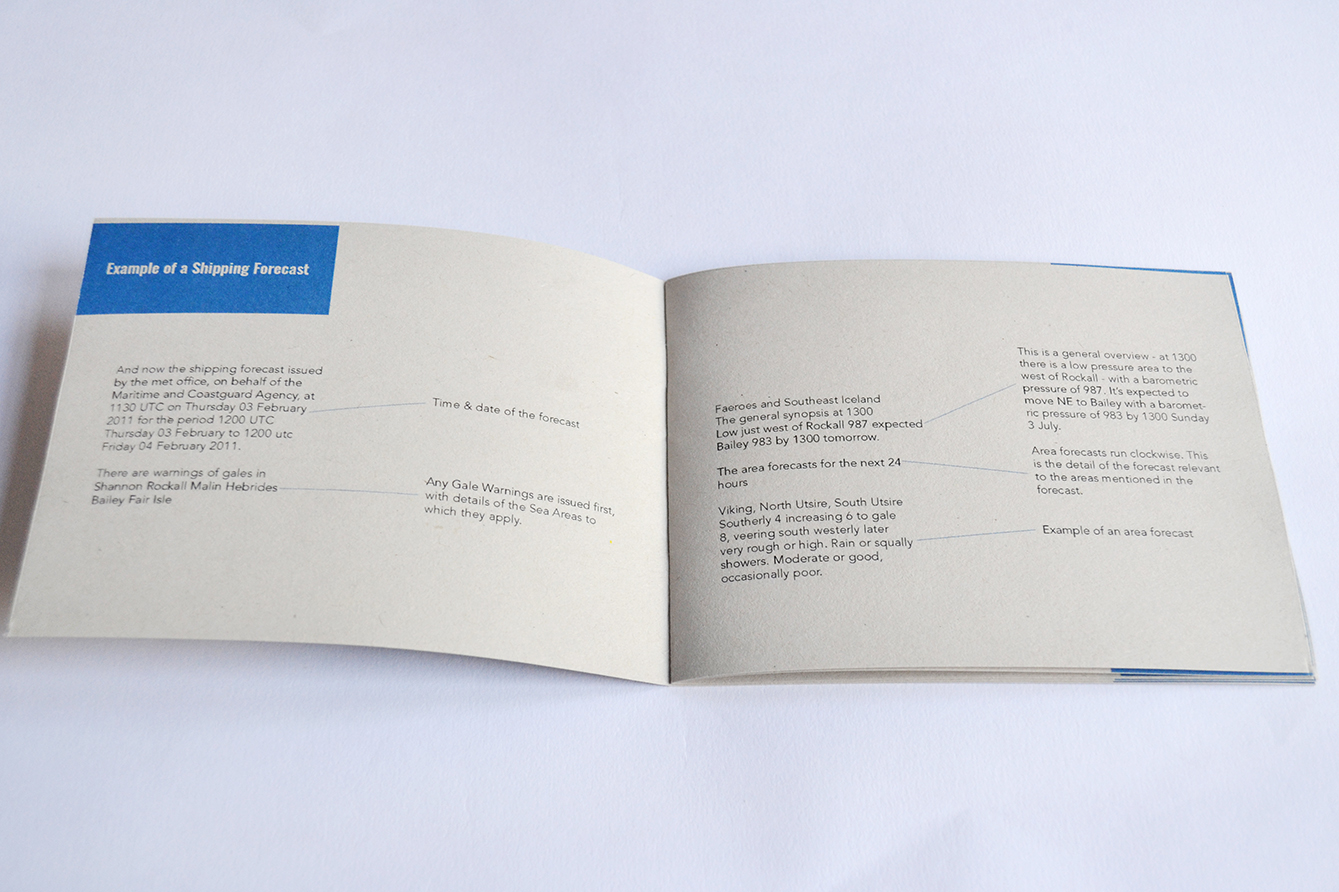 Example of a Shipping Forecast
And now the shipping forecast issued
by the met office, on behalf of the
Maritime and Coastguard Agency, at
1130 UTC on Thursday 03 February
2011 for the period 1200 UTC
Thursday 03 February to 1200 utc
Friday 04 February 2011.
There are warnings of gales in
Shannon Rockall Malin Hebrides
Bailey Fair Isle
Time & date of the forecast
Any Gale Warnings are issued first,
with details of the Sea Areas to
which they apply.
Faeroes and Southeast Iceland
The general synopsis at 1300
Low just west of Rockall 987 expected
Bailey 983 by 1300 tomorrow.
The area forecasts for the next 24
hours
Viking, North Utsire, South Utsire
Southerly 4 increasing 6 to gale
8, veering south westerly later
very rough or high. Rain or squally
showers. Moderate or good,
occasionally poor.
This is a general overview - at 1300
there is a low pressure area to the
west of Rockall - with a barometric
pressure of 987. It's expected to
move NE to Bailey with a baromet-
ric pressure of 983 by 1300 Sunday
3 July.
Area forecasts run clockwise. This
is the detail of the forecast relevant
to the areas mentioned in the
forecast.
Example of an area forecast